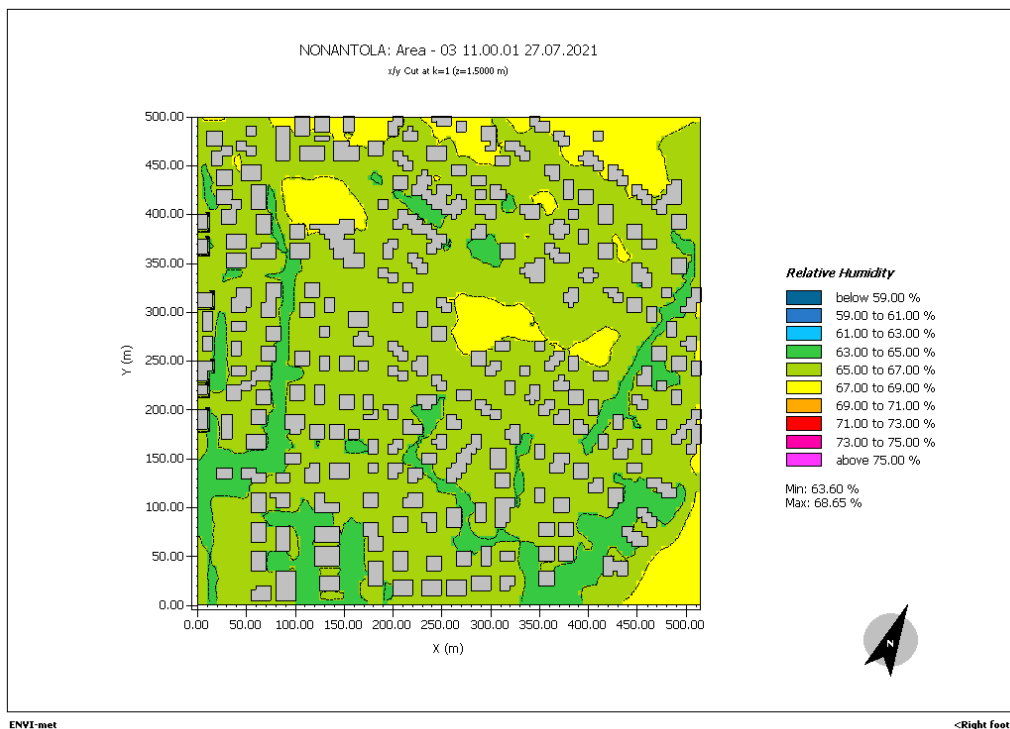 NONANTOLA: Area - 03 11.00.01 27.07.2021
x/y Cut at k=1 (z=1.5000 m)
500.00
450.00
400.00
350.00
300.00
250.00
200.00
150.00
100.00
50.00
0.00
Y (m)
0.00 50.00 100.00 150.00 200.00 250.00 300.00 350.00 400.00 450.00 500.00
X (m)
Relative Humidity
below 59.00 %
59.00 to 61.00 %
61.00 to 63.00 %
63.00 to 65.00 %
65.00 to 67.00 %
67.00 to 69.00 %
69.00 to 71.00 %
71.00 to 73.00 %
73.00 to 75.00 %
above 75.00 %
Min: 63.60 %
Max: 68.65 %
N
ENVI-met
<Right foot